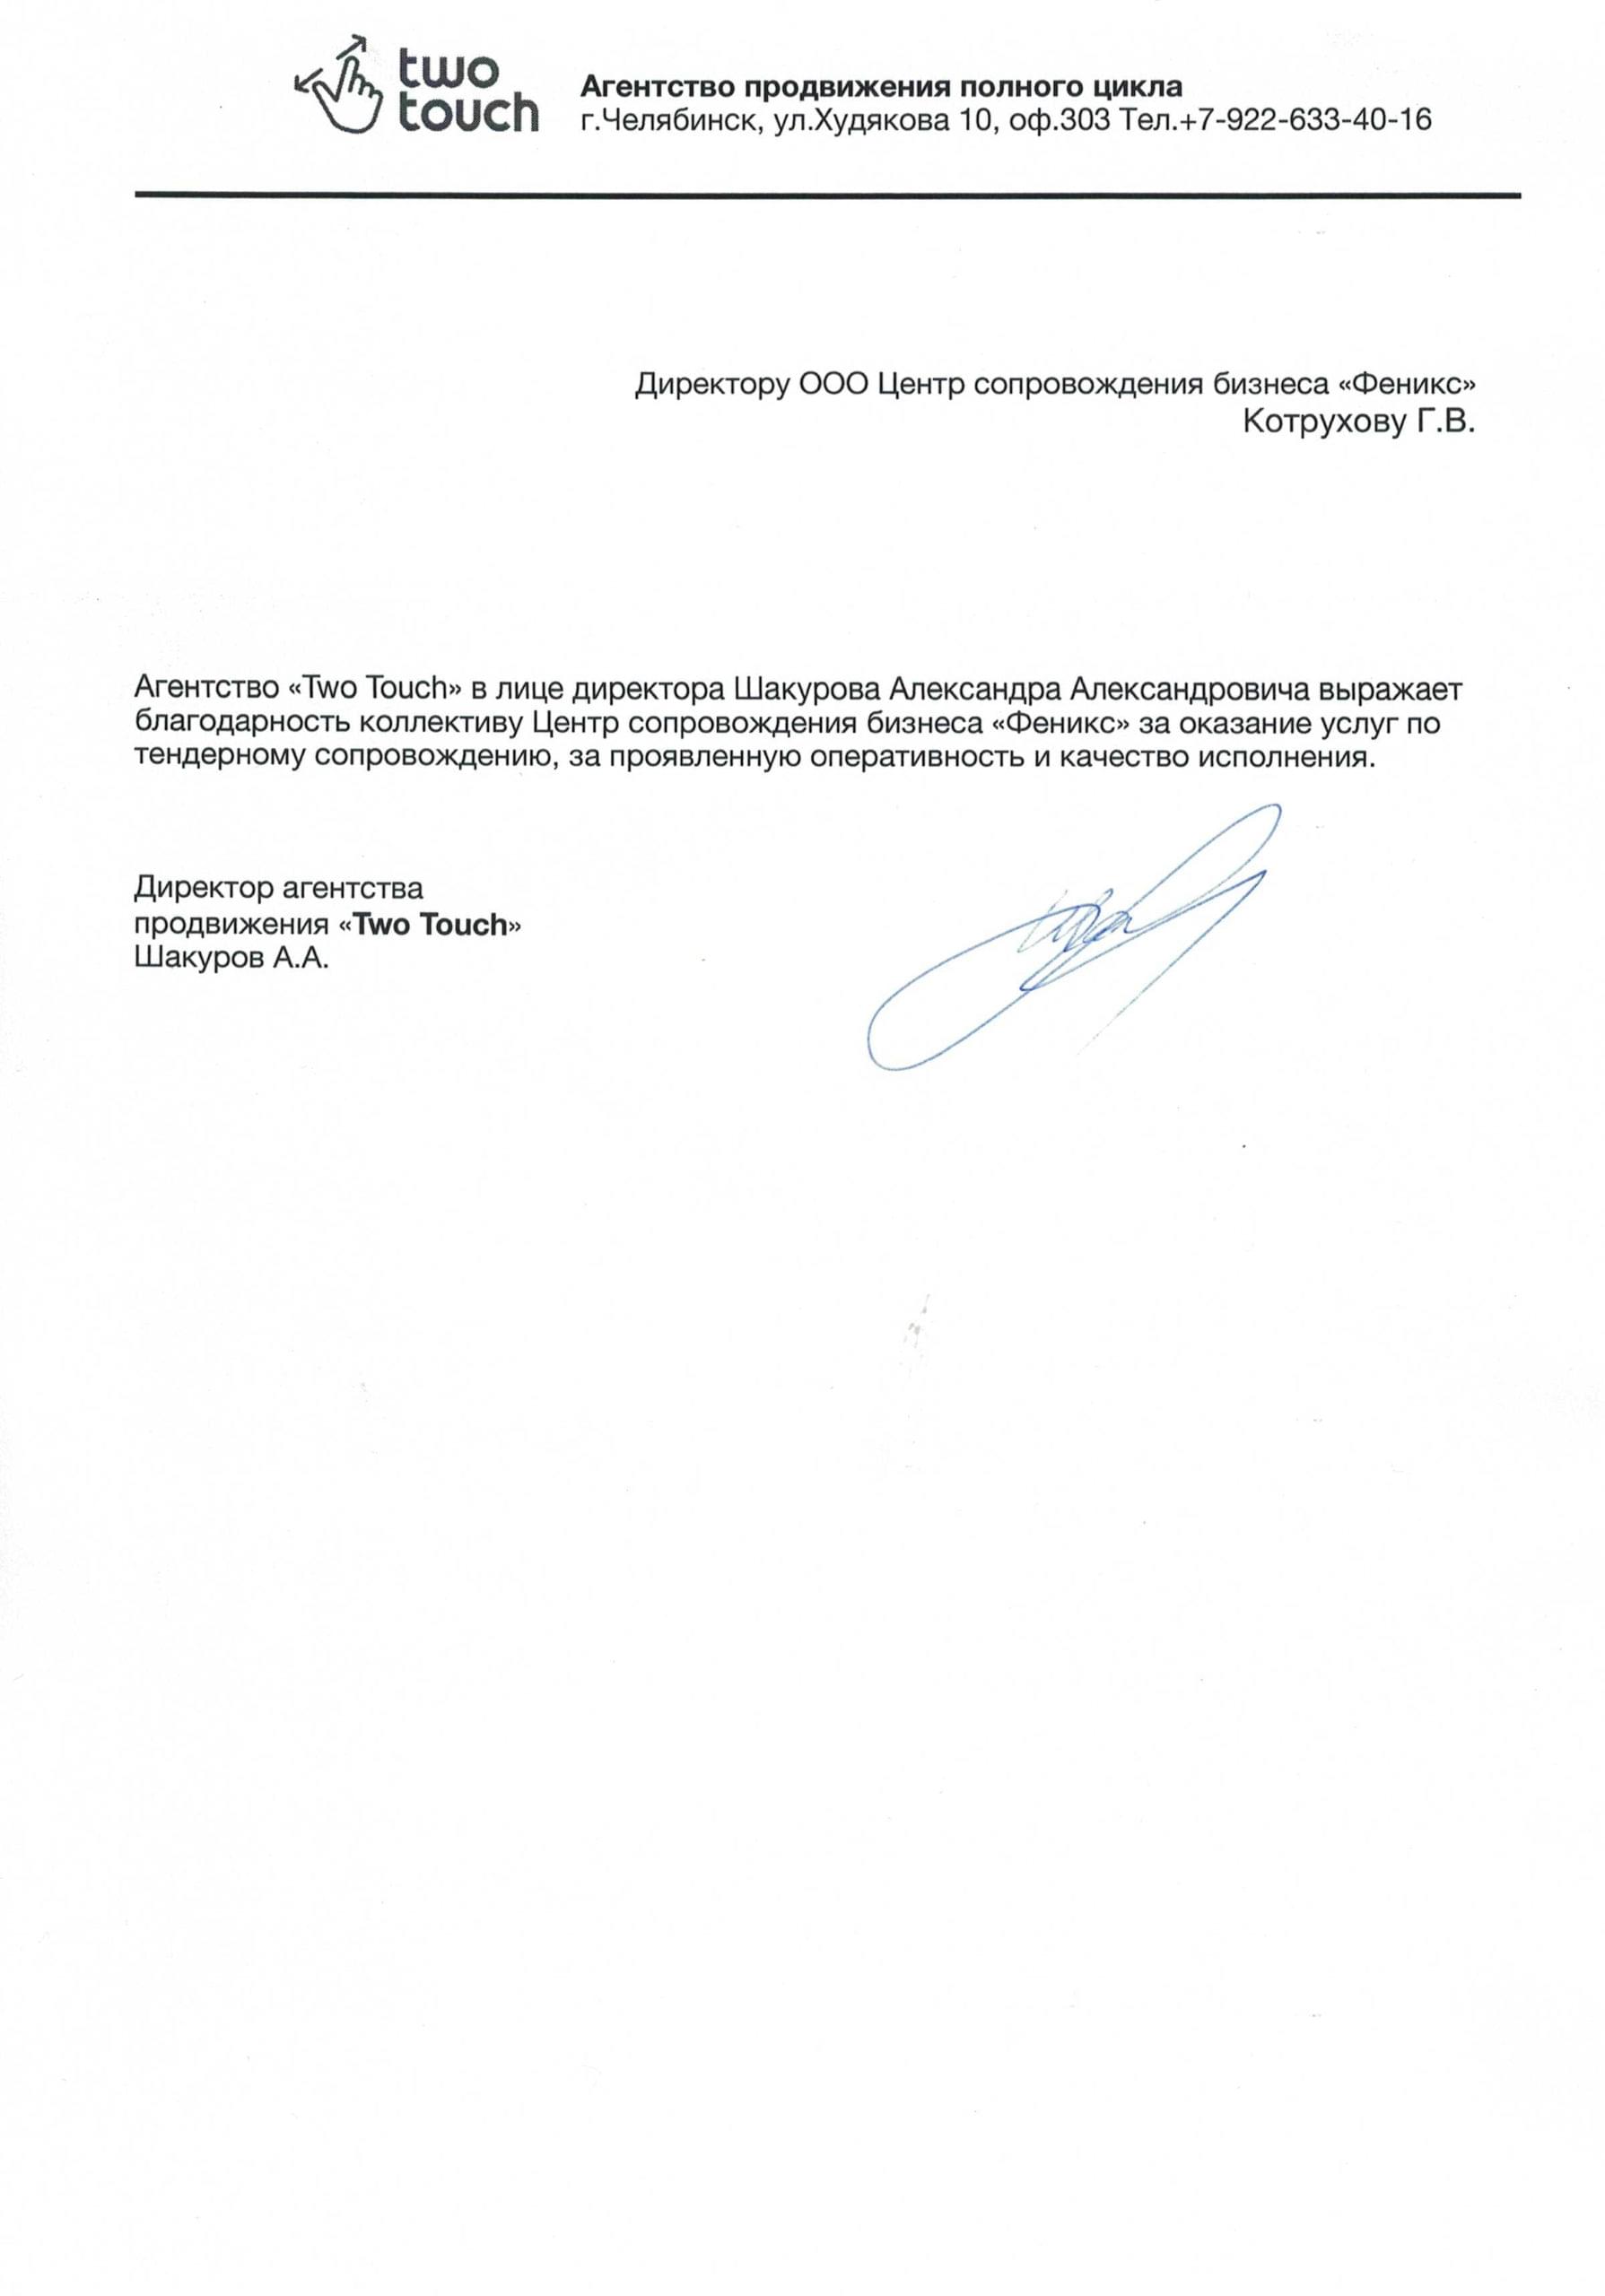 two
touch
Агентство продвижения полного цикла
г.Челябинск, ул.Худякова 10, оф.303 Тел.+7-922-633-40-16
Директору ООО Центр сопровождения бизнеса «Феникс»
Котрухову Г.В.
Агентство «Two Touch» в лице директора Шакурова Александра Александровича выражает
благодарность коллективу Центр сопровождения бизнеса «Феникс» за оказание услуг по
тендерному сопровождению, за проявленную оперативность и качество исполнения.
Директор агентства
продвижения «Two Touch»
Шакуров А.А.